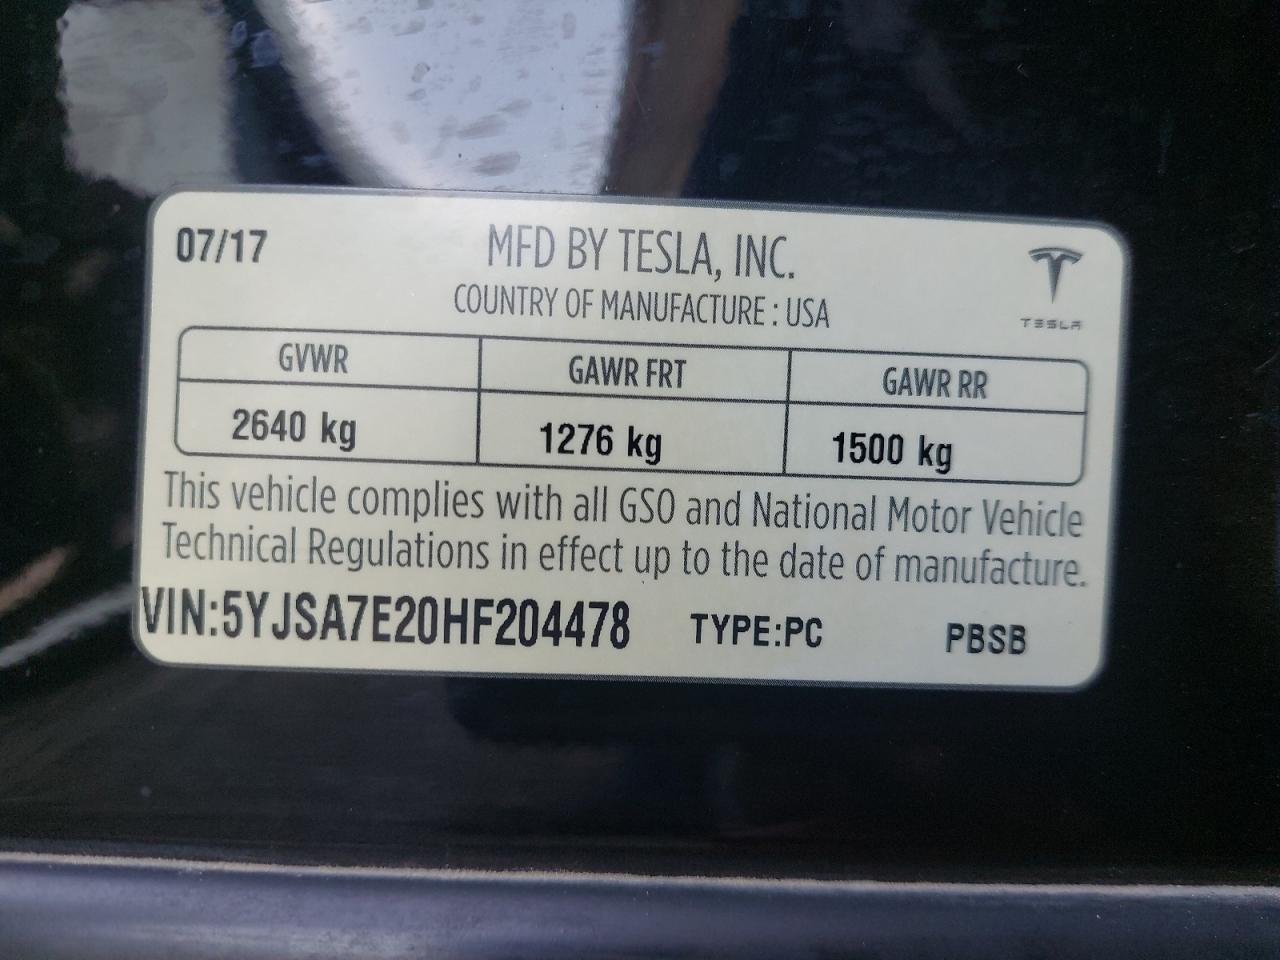 07/17
MFD BY TESLA, INC.
COUNTRY OF MANUFACTURE : USA
TESLA
GVWR GAWR FRT GAWR RR
2640 kg 1276 kg 1500 kg
This vehicle complies with all GSO and National Motor Vehicle
Technical Regulations in effect up to the date of manufacture.
VIN:5YJSA7E20HF204478 TYPE:PC PBSB